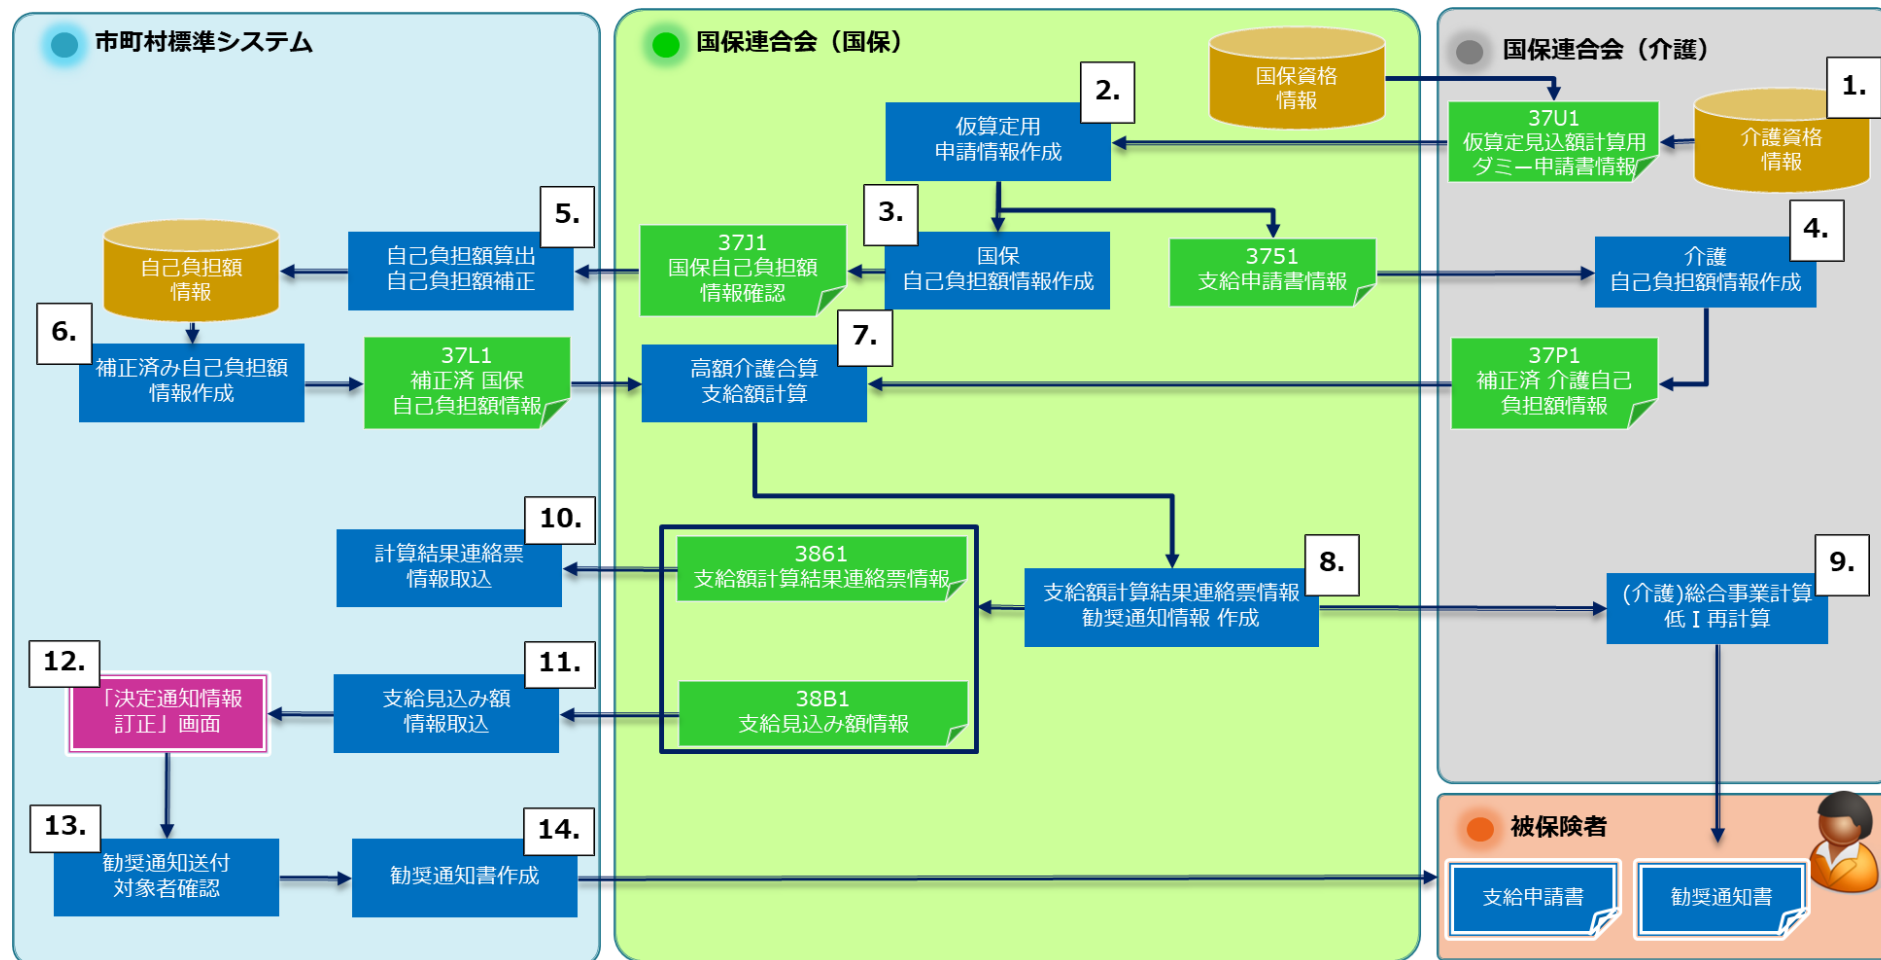 市町村標準システム
国保連合会（国保）
国保連合会（介護）
国保資格
情報
1.
介護資格
情報
37U1
仮算定見込額計算用
ダミー申請書情報
2.
仮算定用
申請情報作成
3.
国保
自己負担額情報作成
3751
支給申請書情報
4.
介護
自己負担額情報作成
37J1
国保自己負担額
情報確認
5.
自己負担額算出
自己負担額補正
自己負担額
情報
6.
補正済み自己負担額
情報作成
37L1
補正済 国保
自己負担額情報
7.
高額介護合算
支給額計算
37P1
補正済 介護自己
負担額情報
8.
支給額計算結果連絡票情報
勧奨通知情報 作成
9.
(介護)総合事業計算
低Ⅰ再計算
3861
支給額計算結果連絡票情報
10.
計算結果連絡票
情報取込
38B1
支給見込み額情報
11.
支給見込み額
情報取込
12.
「決定通知情報
訂正」画面
13.
勧奨通知送付
対象者確認
14.
勧奨通知書作成
被保険者
支給申請書
勧奨通知書